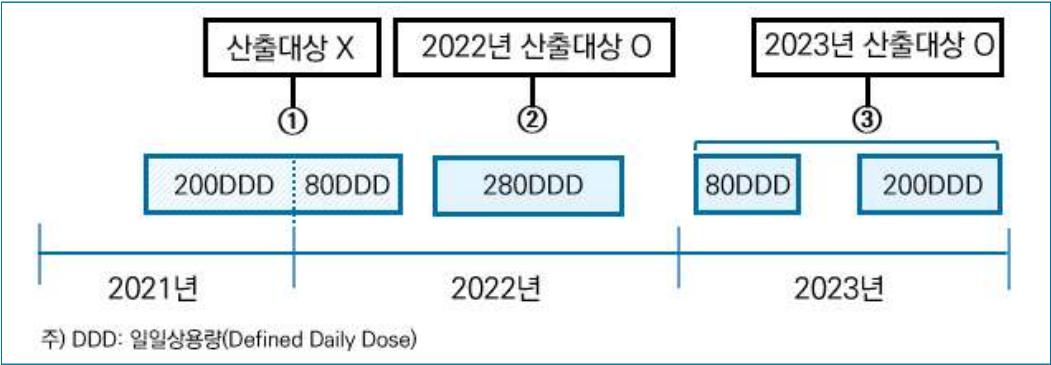 산출대상 X 2022년 산출대상 O 2023년 산출대상 O
① ② ③
200DDD 80DDD 280DDD 80DDD 200DDD
2021년 2022년 2023년
주) DDD: 일일상용량(Defined Daily Dose)